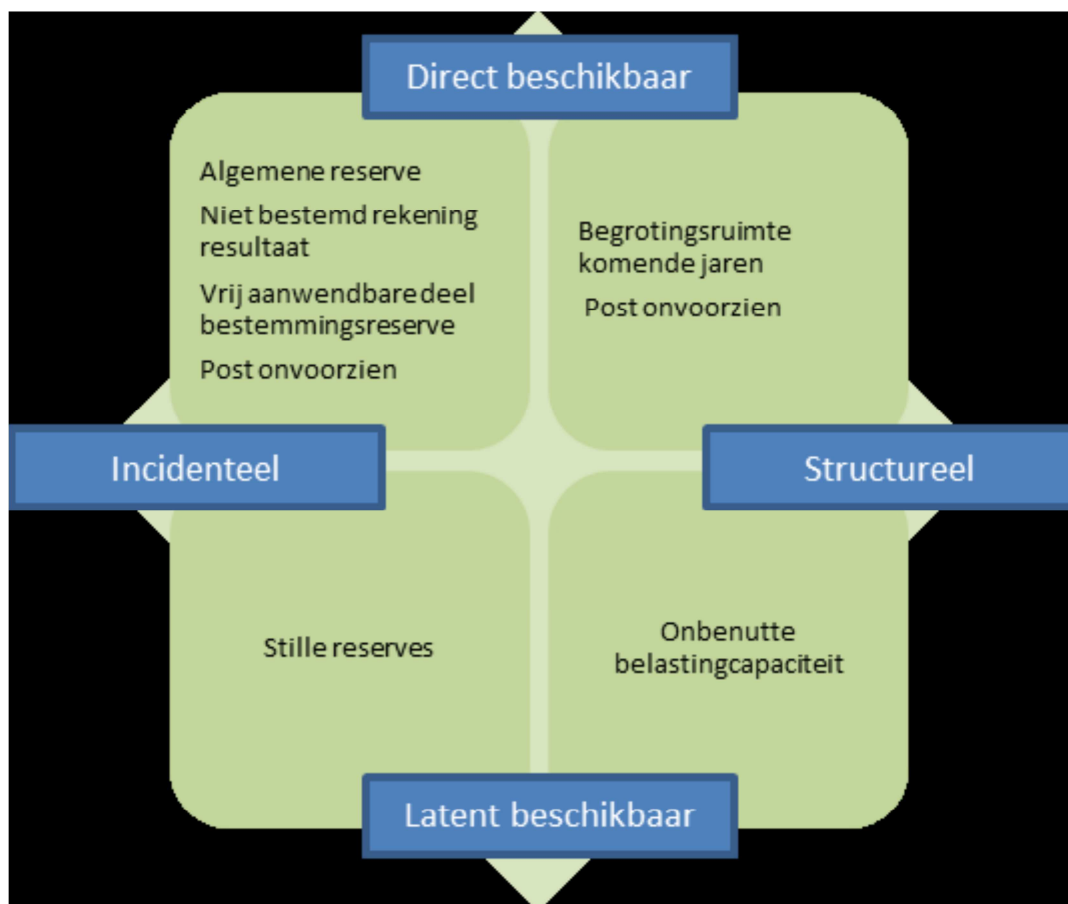 Direct beschikbaar
Algemene reserve
Niet bestemd rekening
resultaat
Vrij aanwendbare deel
bestemmingsreserve
Post onvoorzien
Begrotingsruimte
komende jaren
Post onvoorzien
Incidenteel
Structureel
Stille reserves
Onbenutte
belastingcapaciteit
Latent beschikbaar